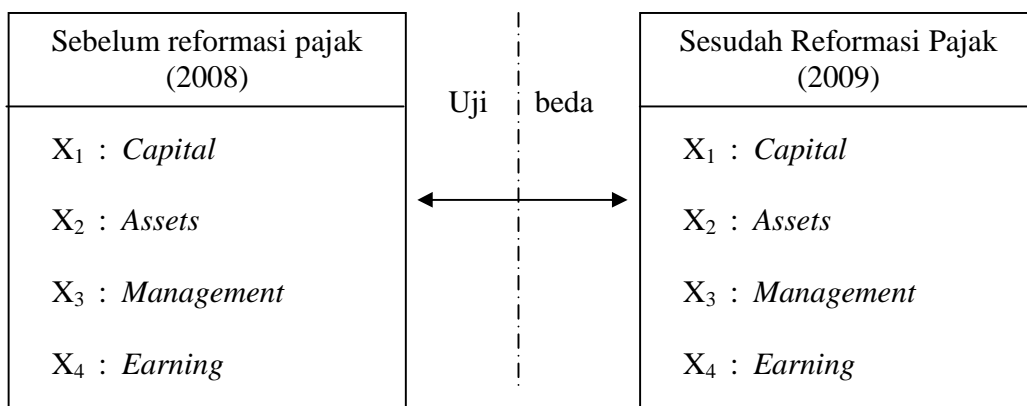 Sebelum reformasi pajak
(2008)
X₁ : Capital
X₂ : Assets
X₃ : Management
X₄ : Earning
Uji beda
Sesudah Reformasi Pajak
(2009)
X₁ : Capital
X₂ : Assets
X₃ : Management
X₄ : Earning